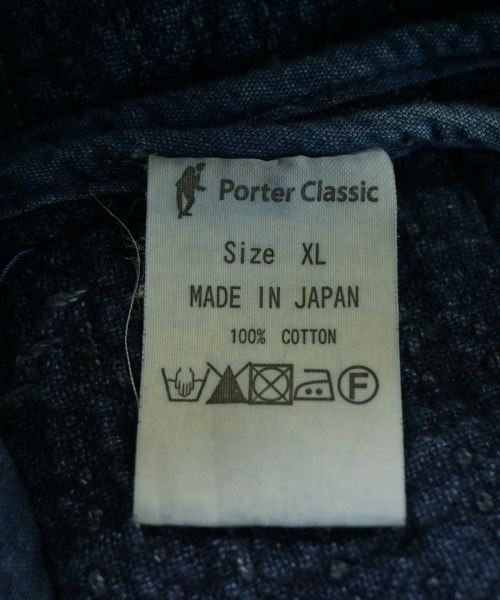 Porter Classic
Size XL
MADE IN JAPAN
100% COTTON
F